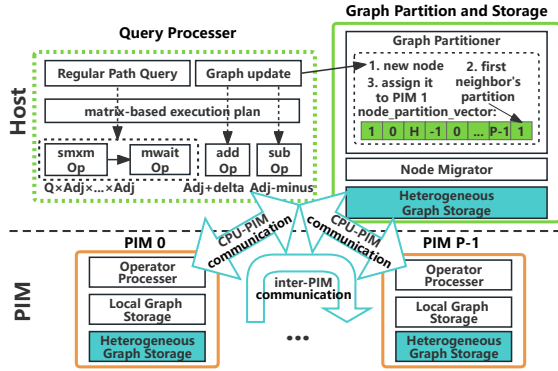 Query Processer
Graph Partition and Storage
Host
Regular Path Query
Graph update
matrix-based execution plan
smxm
Op
mwait
Op
add
Op
sub
Op
Q×Adj×...×Adj
Adj+delta
Adj-minus
Graph Partitioner
1. new node
2. first
neighbor's
partition
3. assign it
to PIM 1
node_partition_vector:
1 0 H -1 0 ... P-1 1
Node Migrator
Heterogeneous
Graph Storage
CPU-PIM
communication
CPU-PIM
communication
inter-PIM
communication
PIM
PIM 0
Operator
Processer
Local Graph
Storage
Heterogeneous
Graph Storage
...
PIM P-1
Operator
Processer
Local Graph
Storage
Heterogeneous
Graph Storage